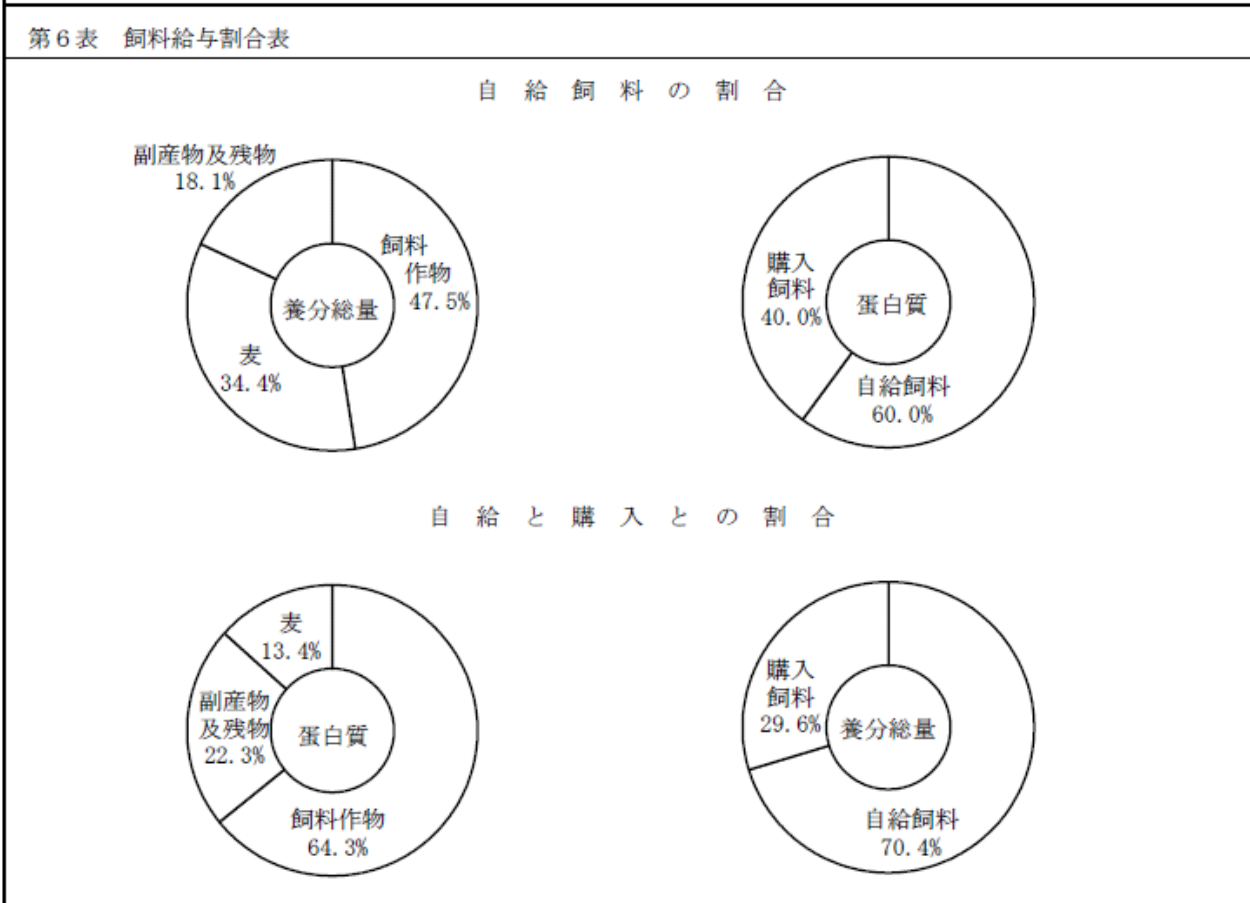 第6表 飼料給与割合表
自給飼料の割合
副産物及残物
18.1%
飼料
作物
47.5%
養分総量
麦
34.4%
購入
飼料
40.0%
蛋白質
自給飼料
60.0%
自給と購入との割合
麦
13.4%
副産物
及残物
22.3%
蛋白質
飼料作物
64.3%
購入
飼料
29.6%
養分総量
自給飼料
70.4%